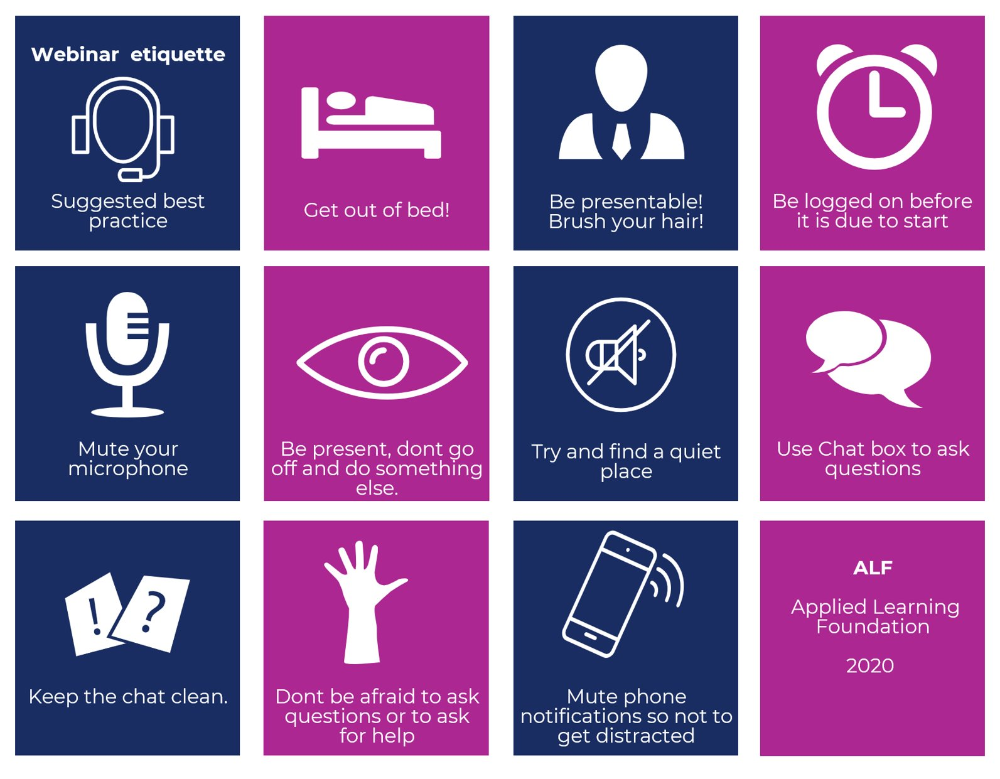 Webinar etiquette
Suggested best
practice
Get out of bed!
Be presentable!
Brush your hair!
Be logged on before
it is due to start
Mute your
microphone
Be present, dont go
off and do something
else.
Try and find a quiet
place
Use Chat box to ask
questions
! ?
Keep the chat clean.
Dont be afraid to ask
questions or to ask
for help
Mute phone
notifications so not to
get distracted
ALF
Applied Learning
Foundation
2020